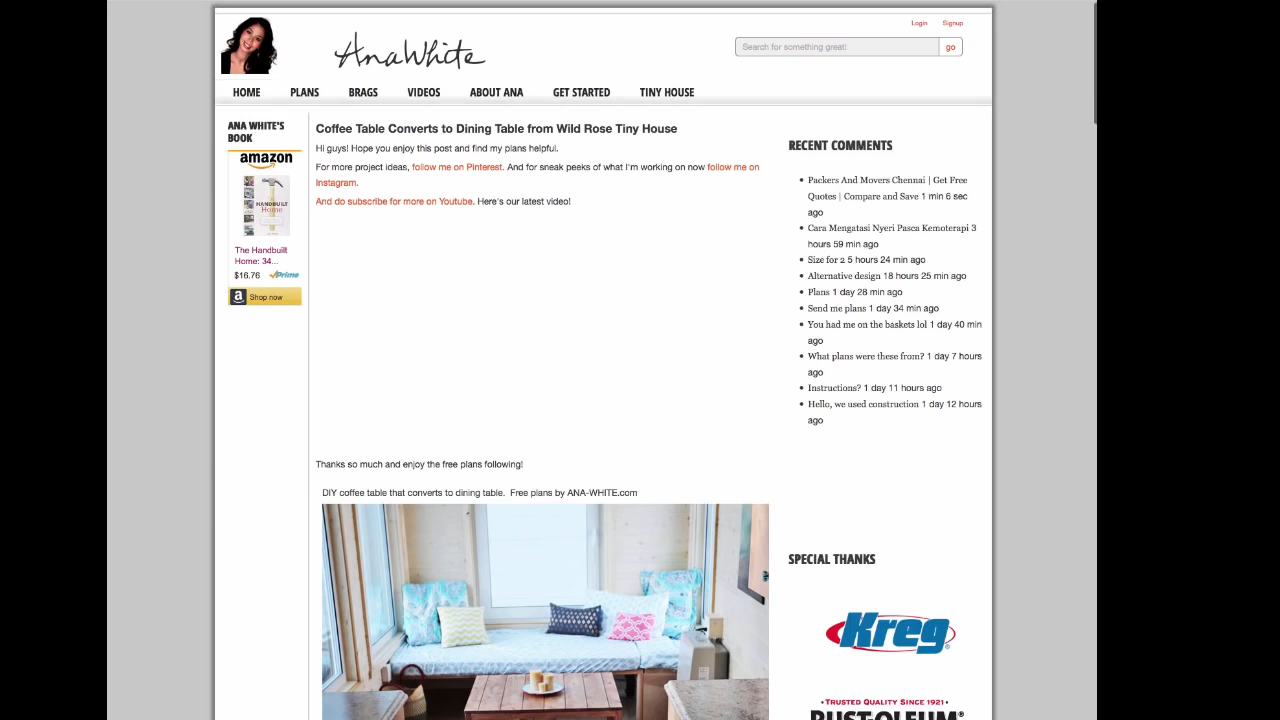 Login Signup
AnaWhite
Search for something great!
go
HOME PLANS BRAGS VIDEOS ABOUT ANA GET STARTED TINY HOUSE
ANA WHITE'S
BOOK
amazon
HANDBUILT
Home
The Handbuilt
Home: 34...
$16.76 Prime
a Shop now
Coffee Table Converts to Dining Table from Wild Rose Tiny House
Hi guys! Hope you enjoy this post and find my plans helpful.
For more project ideas, follow me on Pinterest. And for sneak peeks of what I'm working on now follow me on
Instagram.
And do subscribe for more on Youtube. Here's our latest video!
Thanks so much and enjoy the free plans following!
DIY coffee table that converts to dining table. Free plans by ANA-WHITE.com
RECENT COMMENTS
Packers And Movers Chennai | Get Free
Quotes | Compare and Save 1 min 6 sec
ago
Cara Mengatasi Nyeri Pasca Kemoterapi 3
hours 59 min ago
Size for 2 5 hours 24 min ago
Alternative design 18 hours 25 min ago
Plans 1 day 28 min ago
Send me plans 1 day 34 min ago
You had me on the baskets lol 1 day 40 min
ago
What plans were these from? 1 day 7 hours
ago
Instructions? 1 day 11 hours ago
Hello, we used construction 1 day 12 hours
ago
SPECIAL THANKS
Kreg
• TRUSTED QUALITY SINCE 1921 •
RUST-OLEUM®